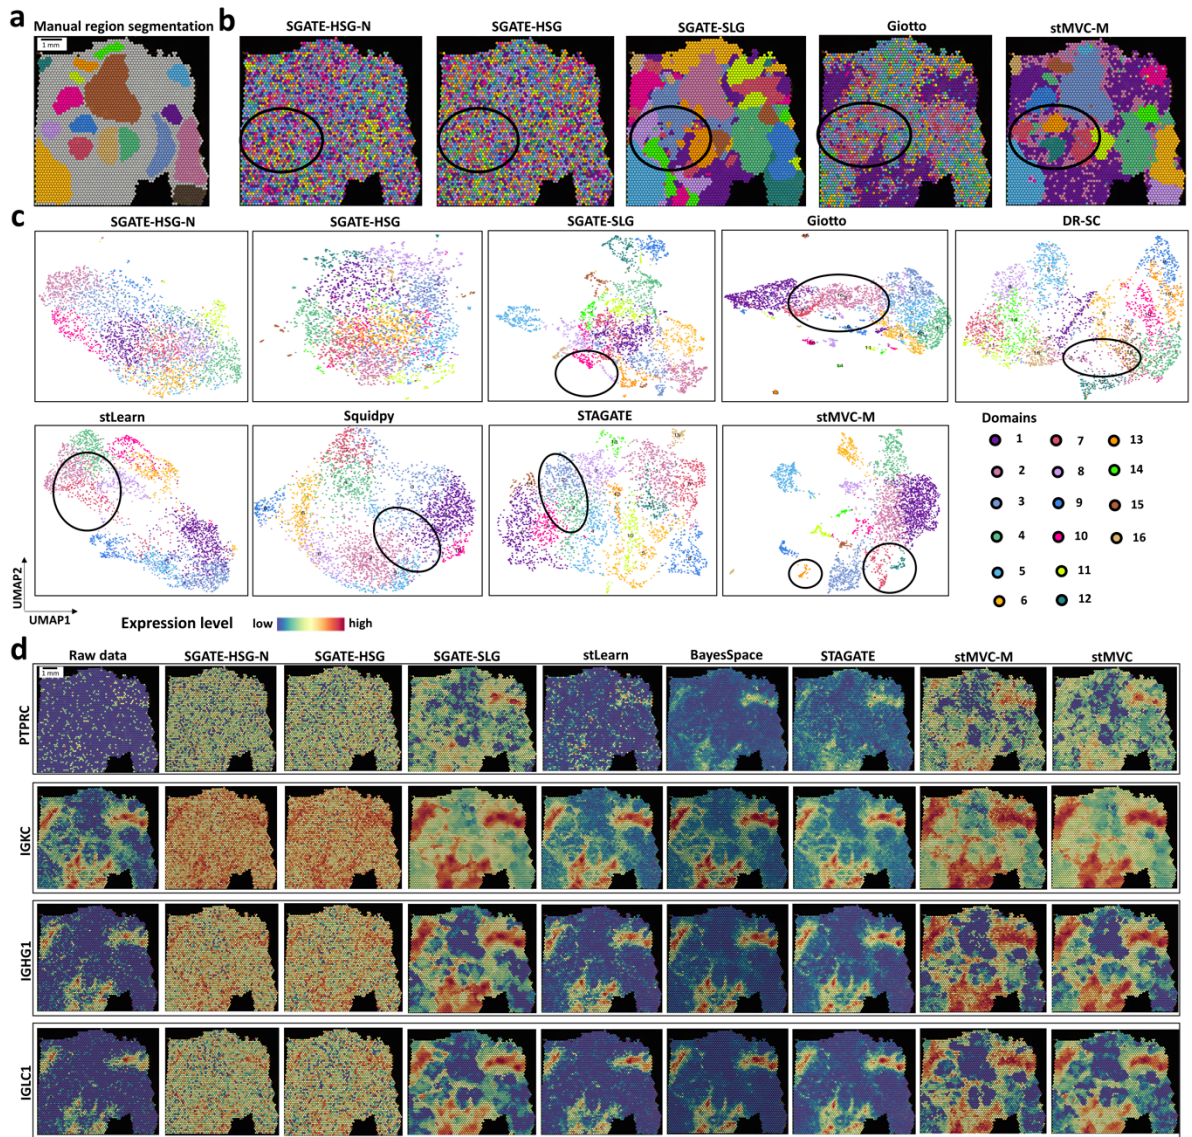 a
Manual region segmentation
1 mm
b
SGATE-HSG-N
SGATE-HSG
SGATE-SLG
Giotto
stMVC-M
c
SGATE-HSG-N
SGATE-HSG
SGATE-SLG
Giotto
DR-SC
stLearn
Squidpy
STAGATE
stMVC-M
Domains
1
7
13
2
8
14
3
9
15
4
10
16
5
11
6
12
UMAP2
UMAP1
Expression level
low
high
d
Raw data
SGATE-HSG-N
SGATE-HSG
SGATE-SLG
stLearn
BayesSpace
STAGATE
stMVC-M
stMVC
1 mm
PTPRC
IGKC
IGHG1
IGLC1